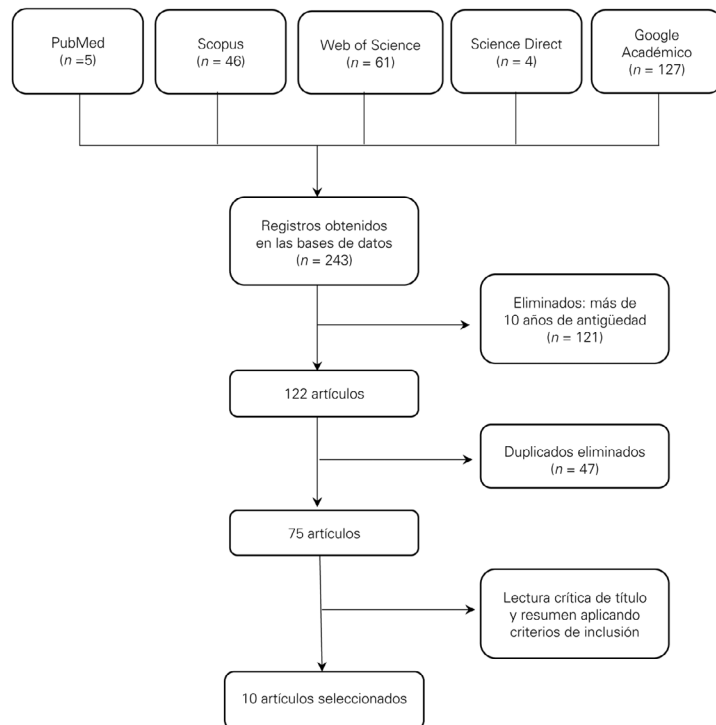 PubMed
(n =5)
Scopus
(n = 46)
Web of Science
(n = 61)
Science Direct
(n = 4)
Google
Académico
(n = 127)
Registros obtenidos
en las bases de datos
(n = 243)
Eliminados: más de
10 años de antigüedad
(n = 121)
122 artículos
Duplicados eliminados
(n = 47)
75 artículos
Lectura crítica de título
y resumen aplicando
criterios de inclusión
10 artículos seleccionados